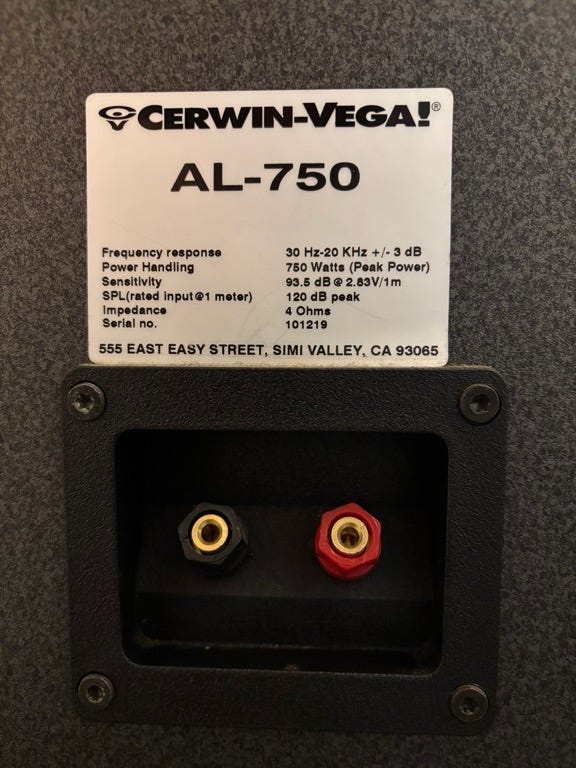 CERWIN-VEGA!®
AL-750
Frequency response 30 Hz-20 KHz +/- 3 dB
Power Handling 750 Watts (Peak Power)
Sensitivity 93.5 dB @ 2.83V/1m
SPL(rated input@1 meter) 120 dB peak
Impedance 4 Ohms
Serial no. 101219
555 EAST EASY STREET, SIMI VALLEY, CA 93065